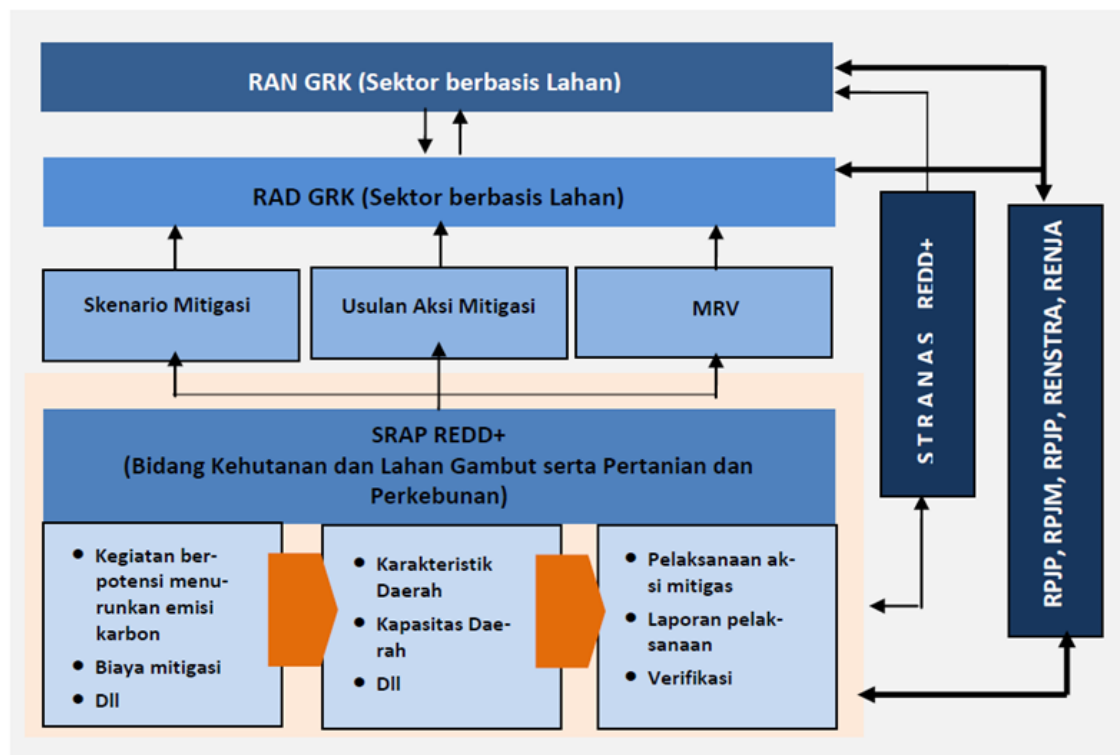 RAN GRK (Sektor berbasis Lahan)
RAD GRK (Sektor berbasis Lahan)
Skenario Mitigasi
Usulan Aksi Mitigasi
MRV
SRAP REDD+
(Bidang Kehutanan dan Lahan Gambut serta Pertanian dan
Perkebunan)
• Kegiatan ber-
potensi menu-
runkan emisi
karbon
• Biaya mitigasi
• Dll
• Karakteristik
Daerah
• Kapasitas Dae-
rah
• Dll
• Pelaksanaan ak-
si mitigas
• Laporan pelak-
sanaan
• Verifikasi
STRANAS REDD+
RPJP, RPJM, RPJP, RENSTRA, RENJA